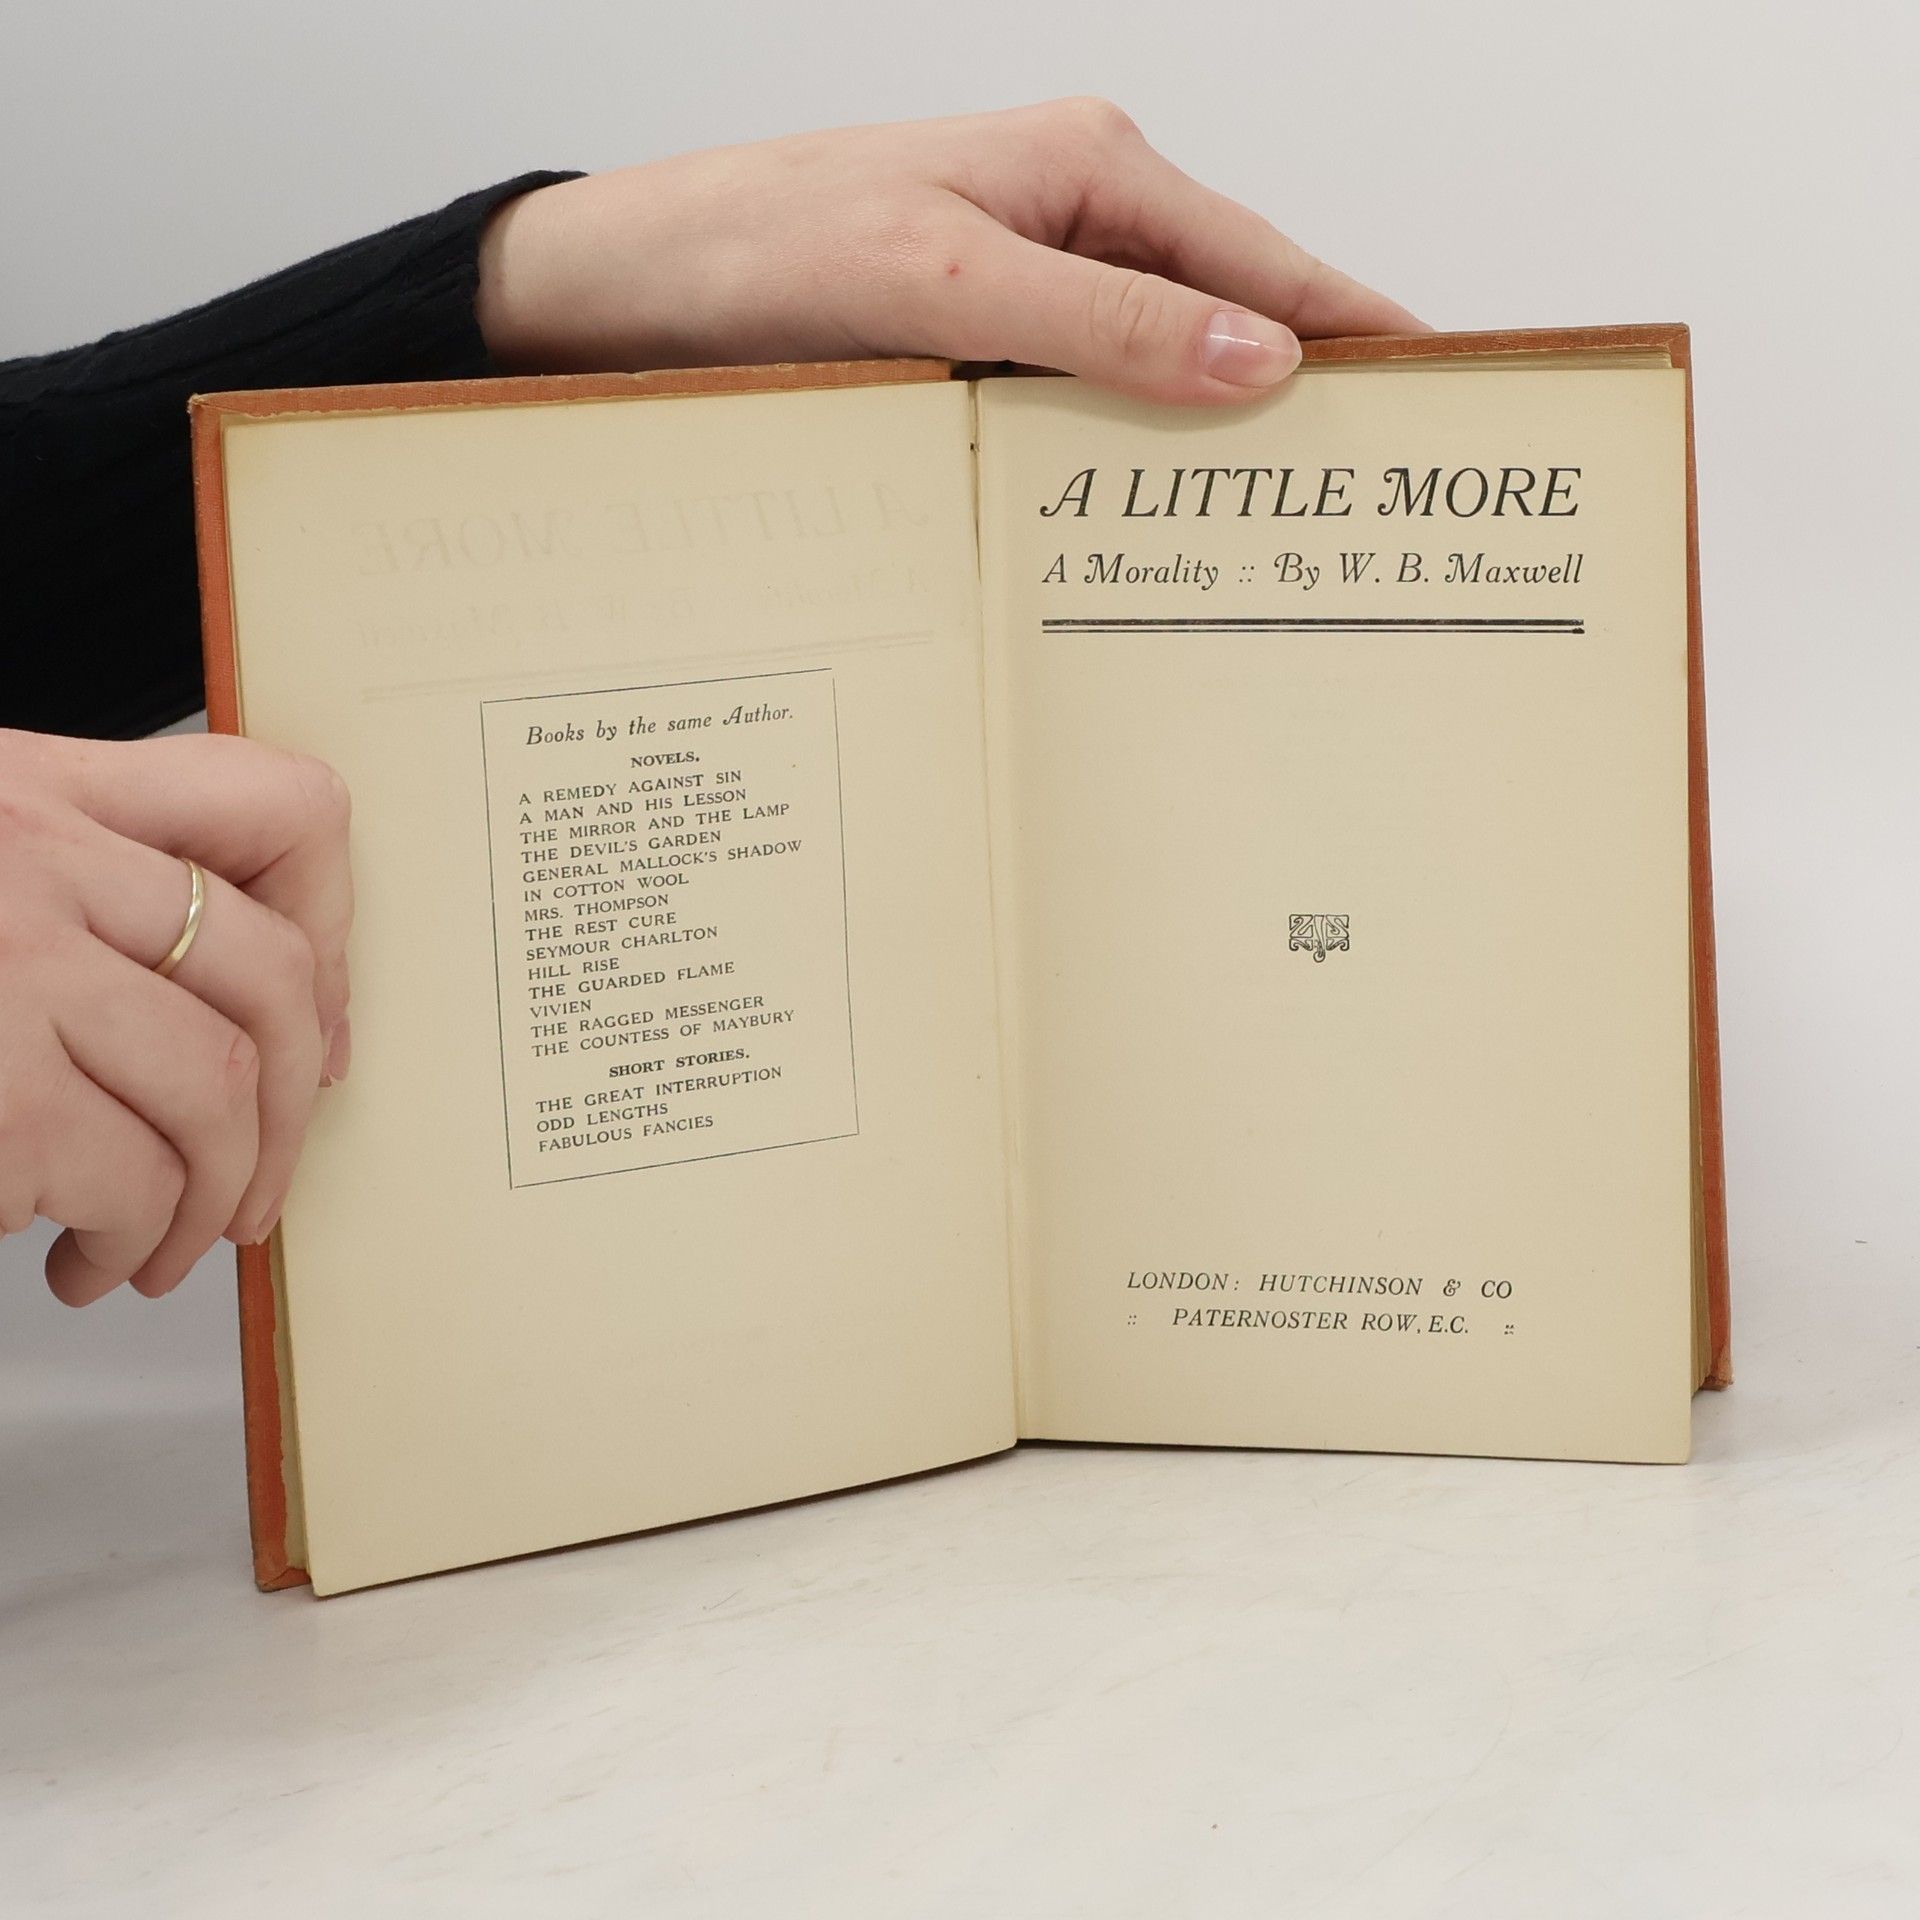 Books by the same Author.
NOVELS.
A REMEDY AGAINST SIN
A MAN AND HIS LESSON
THE MIRROR AND THE LAMP
THE DEVIL'S GARDEN
GENERAL MALLOCK'S SHADOW
IN COTTON WOOL
MRS. THOMPSON
THE REST CURE
SEYMOUR CHARLTON
HILL RISE
THE GUARDED FLAME
VIVIEN
THE RAGGED MESSENGER
THE COUNTESS OF MAYBURY
SHORT STORIES.
THE GREAT INTERRUPTION
ODD LENGTHS
FABULOUS FANCIES
A LITTLE MORE
A Morality :: By W. B. Maxwell
LONDON: HUTCHINSON & CO
:: PATERNOSTER ROW, E.C. ::